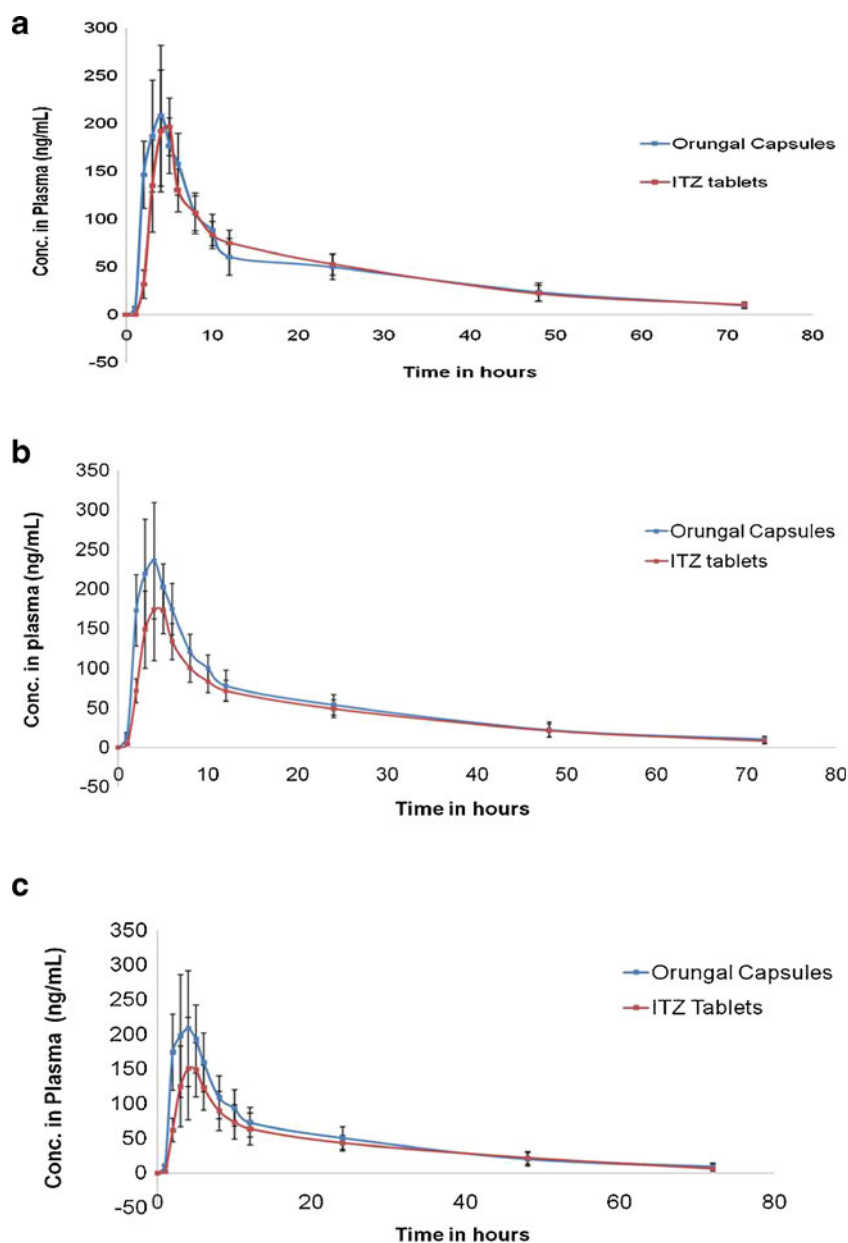 a
300
250
200
150
100
50
0
-50
Conc. in Plasma (ng/mL)
Orungal Capsules
ITZ tablets
0 10 20 30 40 50 60 70 80
Time in hours
b
350
300
250
200
150
100
50
0
-50
Conc. in plasma (ng/mL)
Orungal Capsules
ITZ tablets
0 10 20 30 40 50 60 70 80
Time in hours
c
350
300
250
200
150
100
50
0
-50
Conc. in Plasma (ng/mL)
Orungal Capsules
ITZ Tablets
0 20 40 60 80
Time in hours